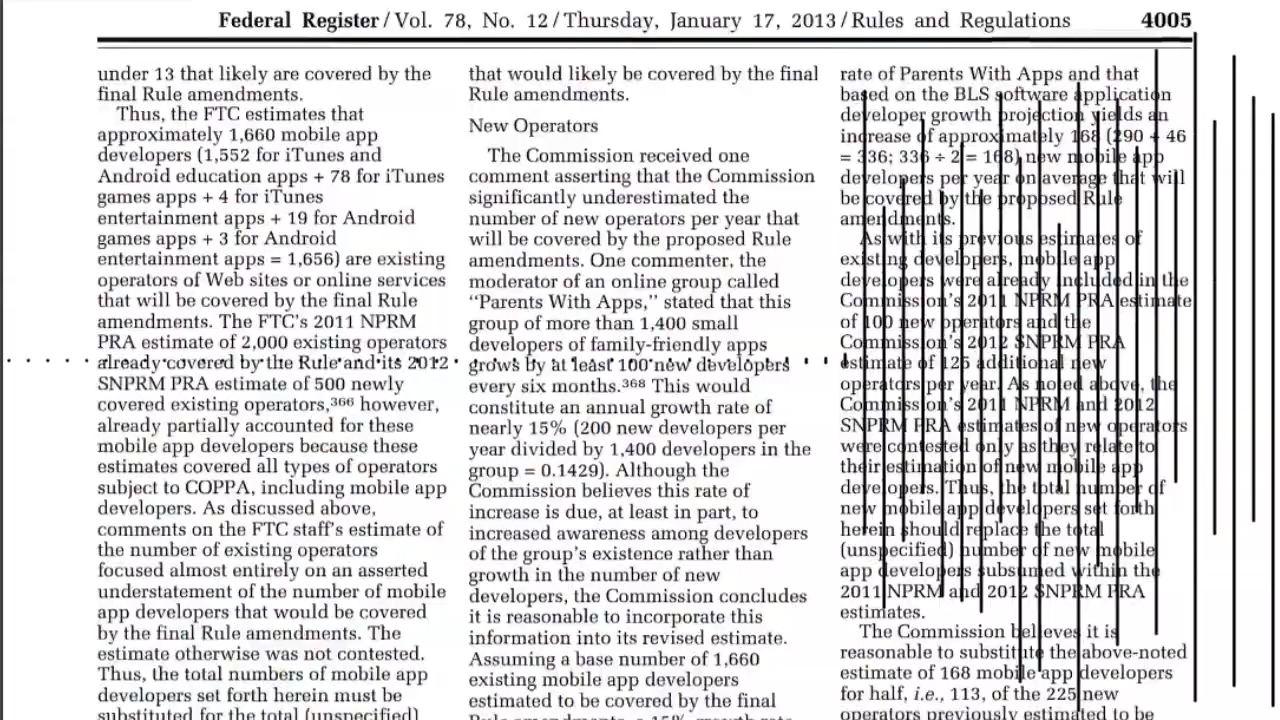 Federal Register / Vol. 78, No. 12 / Thursday, January 17, 2013 / Rules and Regulations 4005
under 13 that likely are covered by the
final Rule amendments.
Thus, the FTC estimates that
approximately 1,660 mobile app
developers (1,552 for iTunes and
Android education apps + 78 for iTunes
games apps + 4 for iTunes
entertainment apps + 19 for Android
games apps + 3 for Android
entertainment apps = 1,656) are existing
operators of Web sites or online services
that will be covered by the final Rule
amendments. The FTC's 2011 NPRM
PRA estimate of 2,000 existing operators
already covered by the Rule and its 2012
SNPRM PRA estimate of 500 newly
covered existing operators,³⁶⁶ however,
already partially accounted for these
mobile app developers because these
estimates covered all types of operators
subject to COPPA, including mobile app
developers. As discussed above,
comments on the FTC staff's estimate of
the number of existing operators
focused almost entirely on an asserted
understatement of the number of mobile
app developers that would be covered
by the final Rule amendments. The
estimate otherwise was not contested.
Thus, the total numbers of mobile app
developers set forth herein must be
substituted for the total (unspecified)
that would likely be covered by the final
Rule amendments.
New Operators
The Commission received one
comment asserting that the Commission
significantly underestimated the
number of new operators per year that
will be covered by the proposed Rule
amendments. One commenter, the
moderator of an online group called
"Parents With Apps," stated that this
group of more than 1,400 small
developers of family-friendly apps
grows by at least 100 new developers
every six months.³⁶⁸ This would
constitute an annual growth rate of
nearly 15% (200 new developers per
year divided by 1,400 developers in the
group = 0.1429). Although the
Commission believes this rate of
increase is due, at least in part, to
increased awareness among developers
of the group's existence rather than
growth in the number of new
developers, the Commission concludes
it is reasonable to incorporate this
information into its revised estimate.
Assuming a base number of 1,660
existing mobile app developers
estimated to be covered by the final
Rule amendments, a 15% growth rate
rate of Parents With Apps and that
based on the BLS software application
developer growth projection yields an
increase of approximately 168 (290 + 46
= 336; 336 ÷ 2 = 168) new mobile app
developers per year on average that will
be covered by the proposed Rule
amendments.
As with its previous estimates of
existing developers, mobile app
developers were already included in the
Commission's 2011 NPRM PRA estimate
of 100 new operators and the
Commission's 2012 SNPRM PRA
estimate of 125 additional new
operators per year. As noted above, the
Commission's 2011 NPRM and 2012
SNPRM PRA estimates of new operators
were contested only as they relate to
their estimation of new mobile app
developers. Thus, the total number of
new mobile app developers set forth
herein should replace the total
(unspecified) number of new mobile
app developers subsumed within the
2011 NPRM and 2012 SNPRM PRA
estimates.
The Commission believes it is
reasonable to substitute the above-noted
estimate of 168 mobile app developers
for half, i.e., 113, of the 225 new
operators previously estimated to be